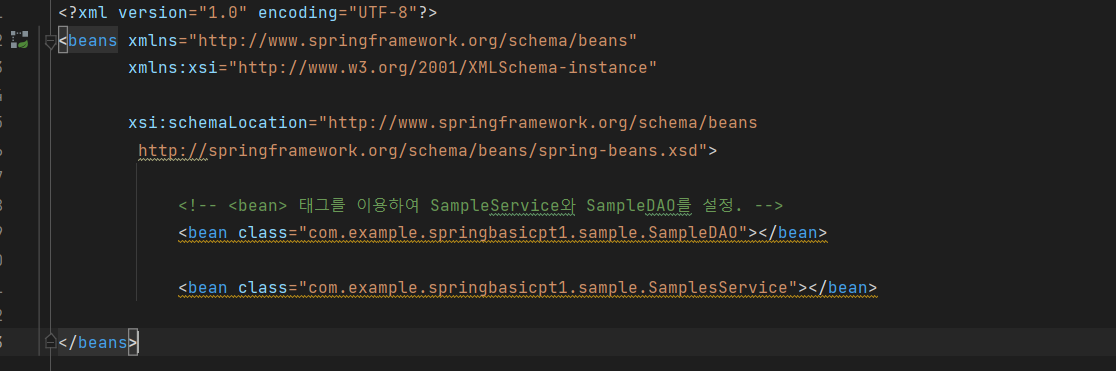 <?xml version="1.0" encoding="UTF-8"?>
<beans xmlns="http://www.springframework.org/schema/beans"
xmlns:xsi="http://www.w3.org/2001/XMLSchema-instance"
xsi:schemaLocation="http://www.springframework.org/schema/beans
http://springframework.org/schema/beans/spring-beans.xsd">
<!-- <bean> 태그를 이용하여 SampleService와 SampleDAO를 설정. -->
<bean class="com.example.springbasicpt1.sample.SampleDAO"></bean>
<bean class="com.example.springbasicpt1.sample.SamplesService"></bean>
</beans>